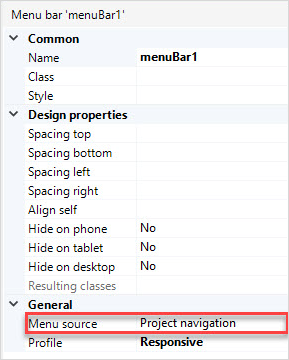 Menu bar 'menuBar1'
Common
Name menuBar1
Class
Style
Design properties
Spacing top
Spacing bottom
Spacing left
Spacing right
Align self
Hide on phone No
Hide on tablet No
Hide on desktop No
Resulting classes
General
Menu source Project navigation
Profile Responsive